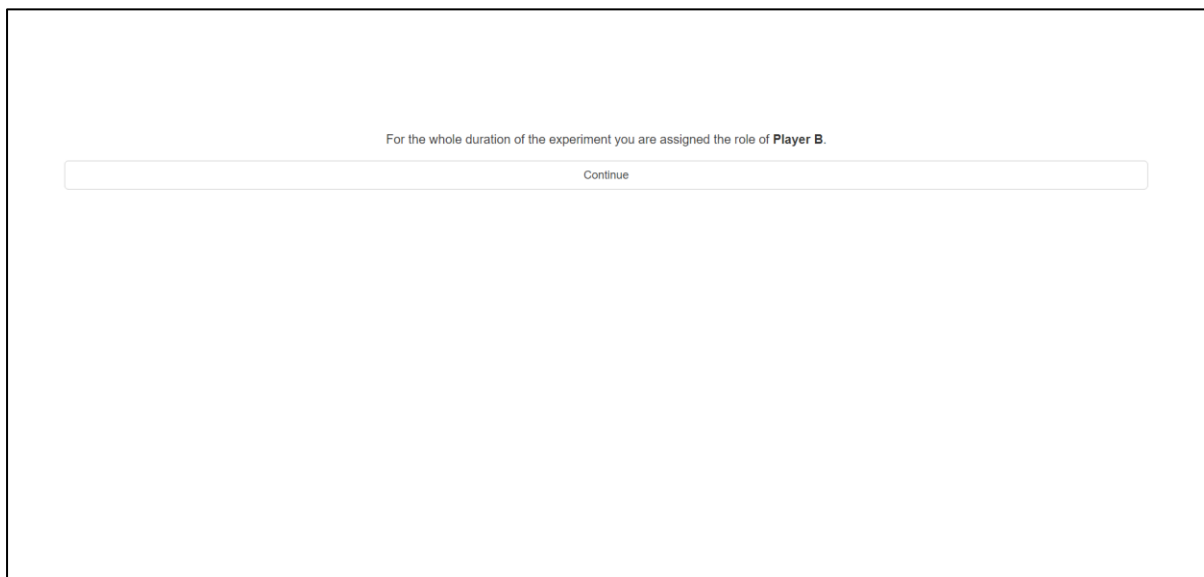 For the whole duration of the experiment you are assigned the role of Player B.
Continue